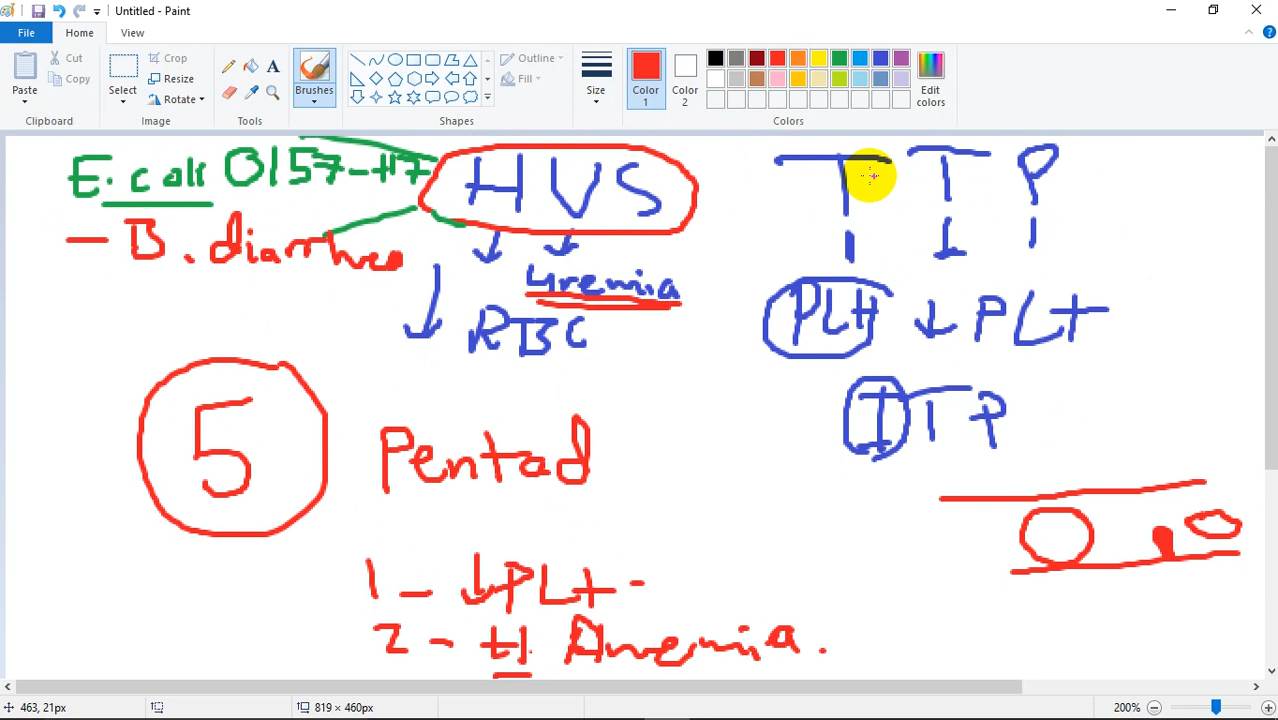 Untitled - Paint
File Home View
Paste Cut Copy Clipboard
Select Crop Resize Rotate Image
A Tools
Brushes
Outline Fill Shapes
Size
Color 1 Color 2 Edit colors Colors
E. coli O157-H7
HUS
TTP
I I I
- B. diarrhea
Uremia
RBC
PLt ↓ PLt
ITP
5 Pentad
1 - ↓PLt -
2 - H. Anemia.
463, 21px
819 × 460px
200%